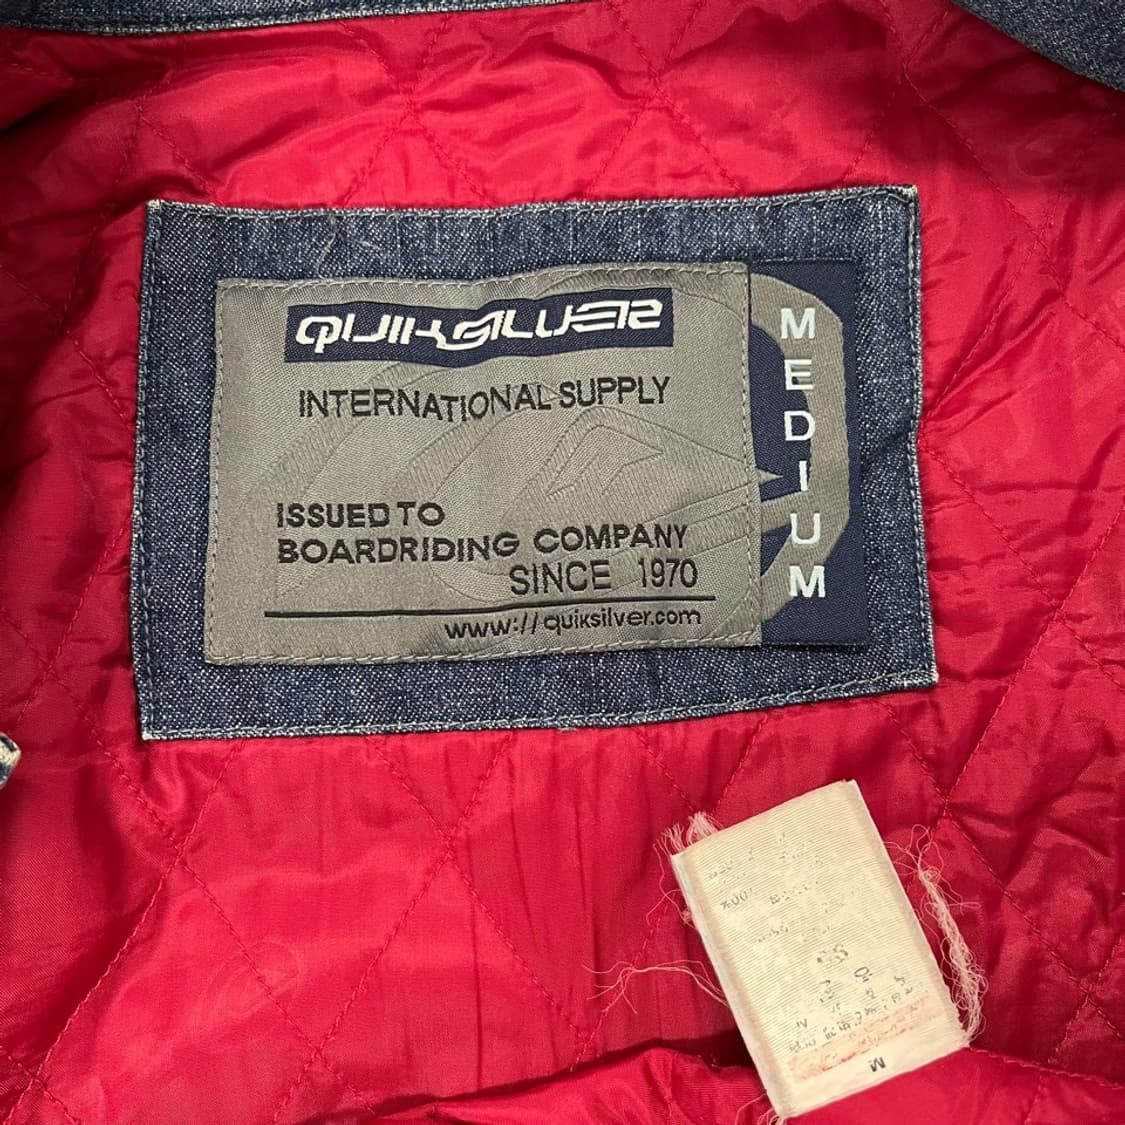 QUIKSILVER
INTERNATIONAL SUPPLY
ISSUED TO
BOARDRIDING COMPANY
SINCE 1970
www://quiksilver.com
MEDIUM
M